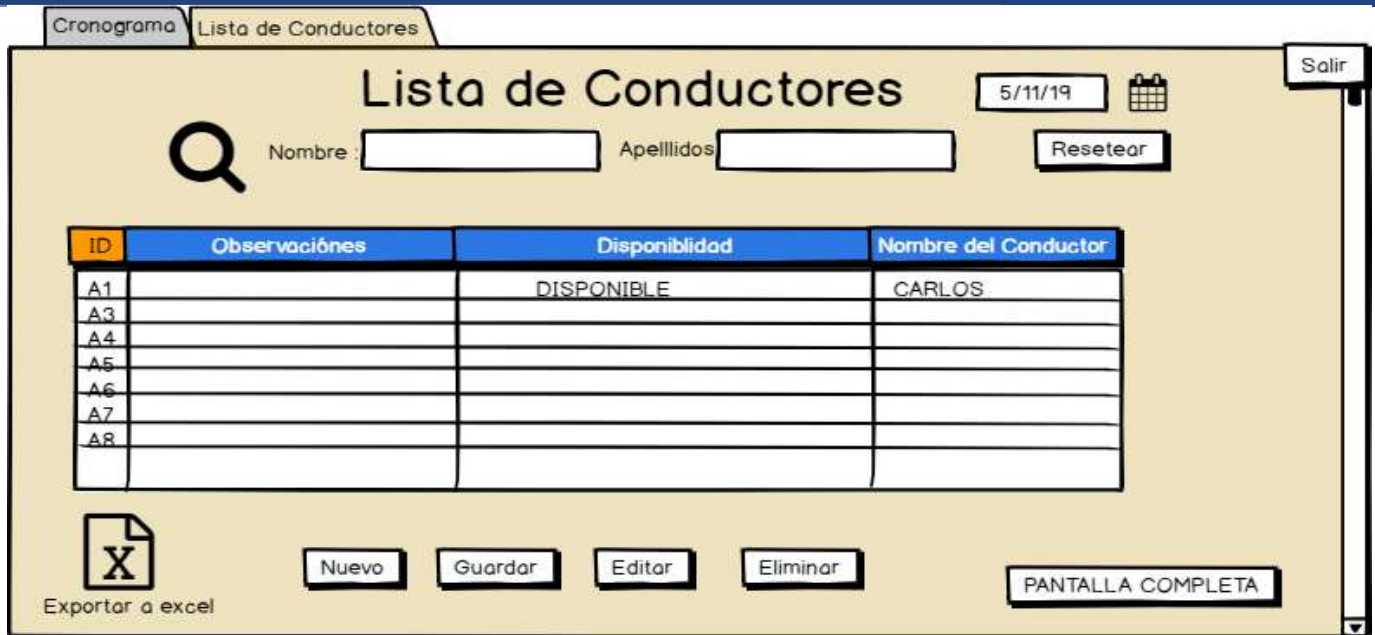 Cronograma Lista de Conductores
Salir
Lista de Conductores 5/11/19
Nombre : Apelllidos Resetear
ID Observaciónes Disponiblidad Nombre del Conductor
A1 DISPONIBLE CARLOS
A3
A4
A5
A6
A7
A8
X
Nuevo Guardar Editar Eliminar
PANTALLA COMPLETA
Exportar a excel